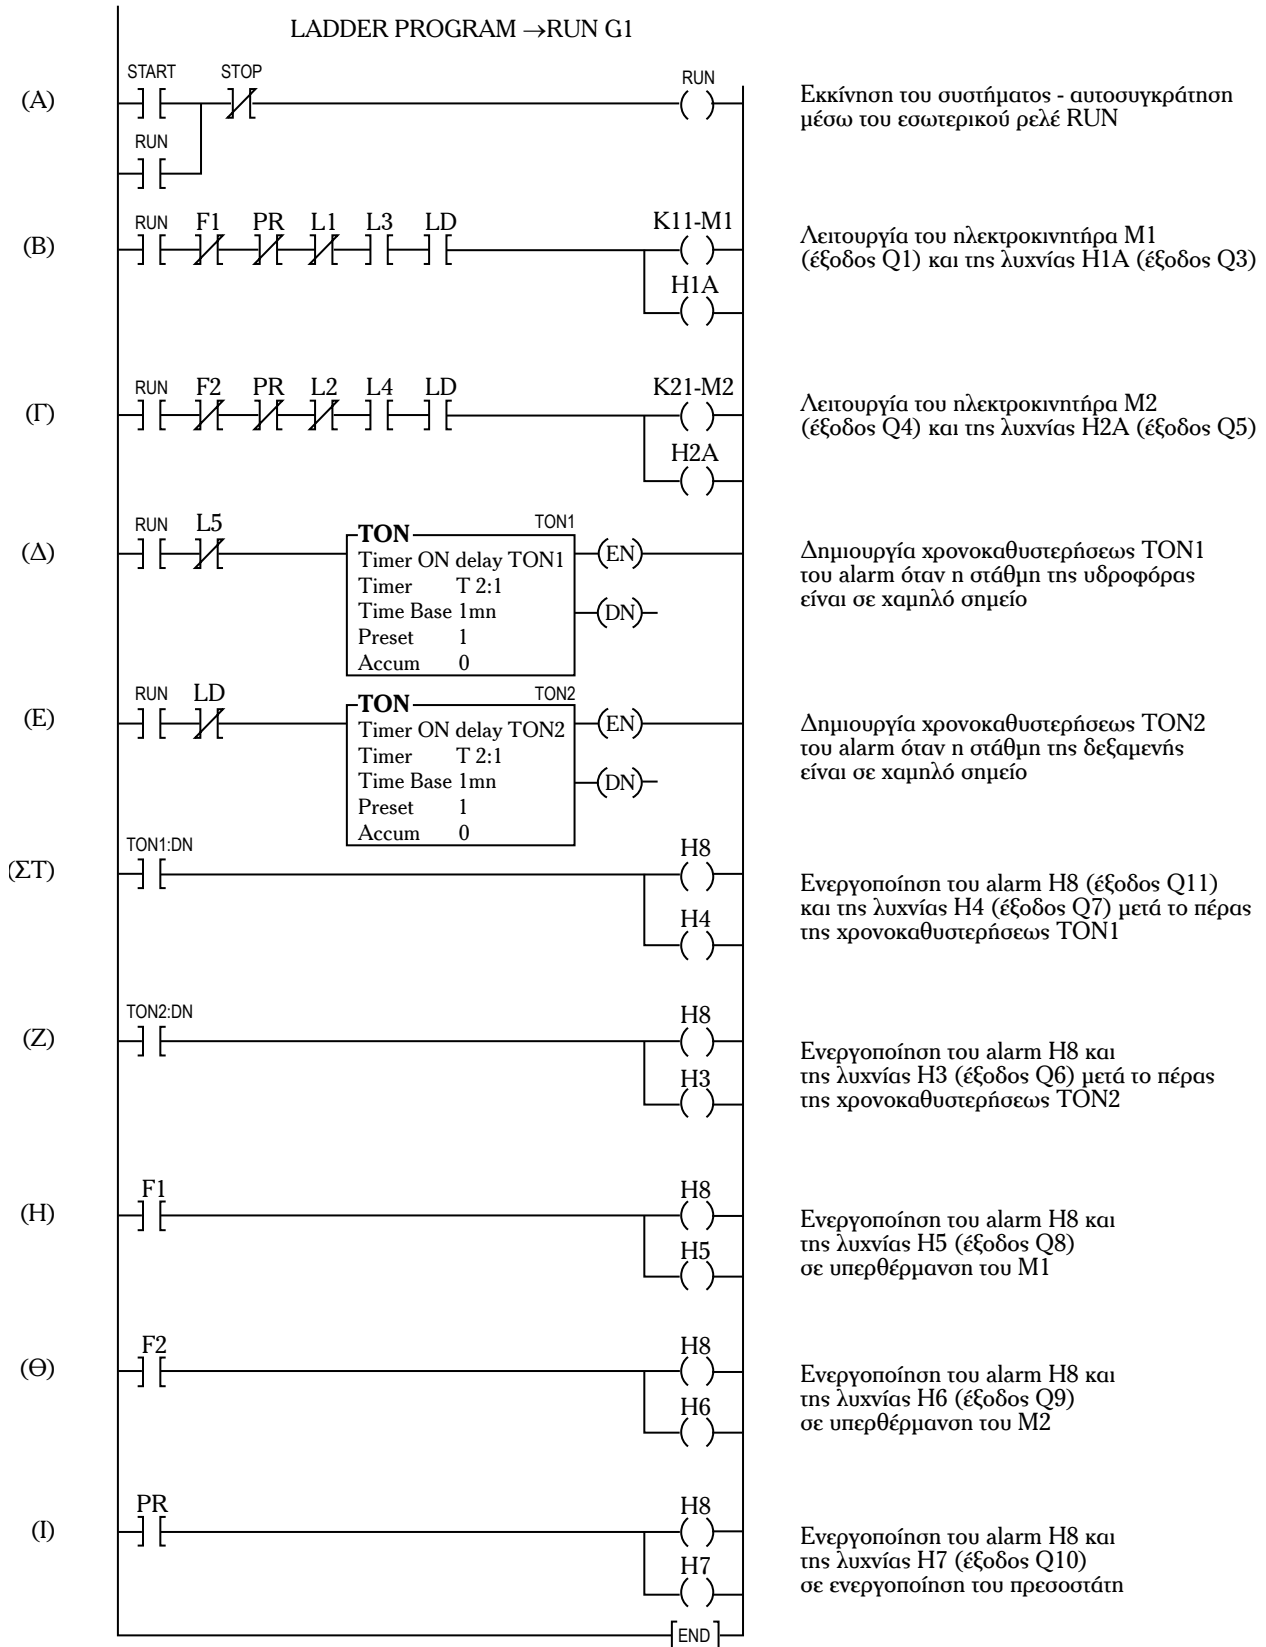 LADDER PROGRAM →RUN G1
START STOP RUN
(Α)
RUN
Εκκίνηση του συστήματος - αυτοσυγκράτηση
μέσω του εσωτερικού ρελέ RUN
RUN F1 PR L1 L3 LD K11-M1
(Β)
H1A
Λειτουργία του ηλεκτροκινητήρα Μ1
(έξοδος Q1) και της λυχνίας Η1Α (έξοδος Q3)
RUN F2 PR L2 L4 LD K21-M2
(Γ)
H2A
Λειτουργία του ηλεκτροκινητήρα Μ2
(έξοδος Q4) και της λυχνίας Η2Α (έξοδος Q5)
RUN L5
(Δ)
TON TON1
Timer ON delay TON1 (EN)
Timer T 2:1
Time Base 1mn (DN)
Preset 1
Accum 0
Δημιουργία χρονοκαθυστερήσεως TON1
του alarm όταν η στάθμη της υδροφόρας
είναι σε χαμηλό σημείο
RUN LD
(Ε)
TON TON2
Timer ON delay TON2 (EN)
Timer T 2:1
Time Base 1mn (DN)
Preset 1
Accum 0
Δημιουργία χρονοκαθυστερήσεως TON2
του alarm όταν η στάθμη της δεξαμενής
είναι σε χαμηλό σημείο
TON1:DN H8
(ΣΤ)
H4
Ενεργοποίηση του alarm H8 (έξοδος Q11)
και της λυχνίας H4 (έξοδος Q7) μετά το πέρας
της χρονοκαθυστερήσεως TON1
TON2:DN H8
(Ζ)
H3
Ενεργοποίηση του alarm H8 και
της λυχνίας H3 (έξοδος Q6) μετά το πέρας
της χρονοκαθυστερήσεως TON2
F1 H8
(Η)
H5
Ενεργοποίηση του alarm H8 και
της λυχνίας H5 (έξοδος Q8)
σε υπερθέρμανση του Μ1
F2 H8
(Θ)
H6
Ενεργοποίηση του alarm H8 και
της λυχνίας H6 (έξοδος Q9)
σε υπερθέρμανση του Μ2
PR H8
(Ι)
H7
Ενεργοποίηση του alarm H8 και
της λυχνίας H7 (έξοδος Q10)
σε ενεργοποίηση του πρεσοστάτη
END